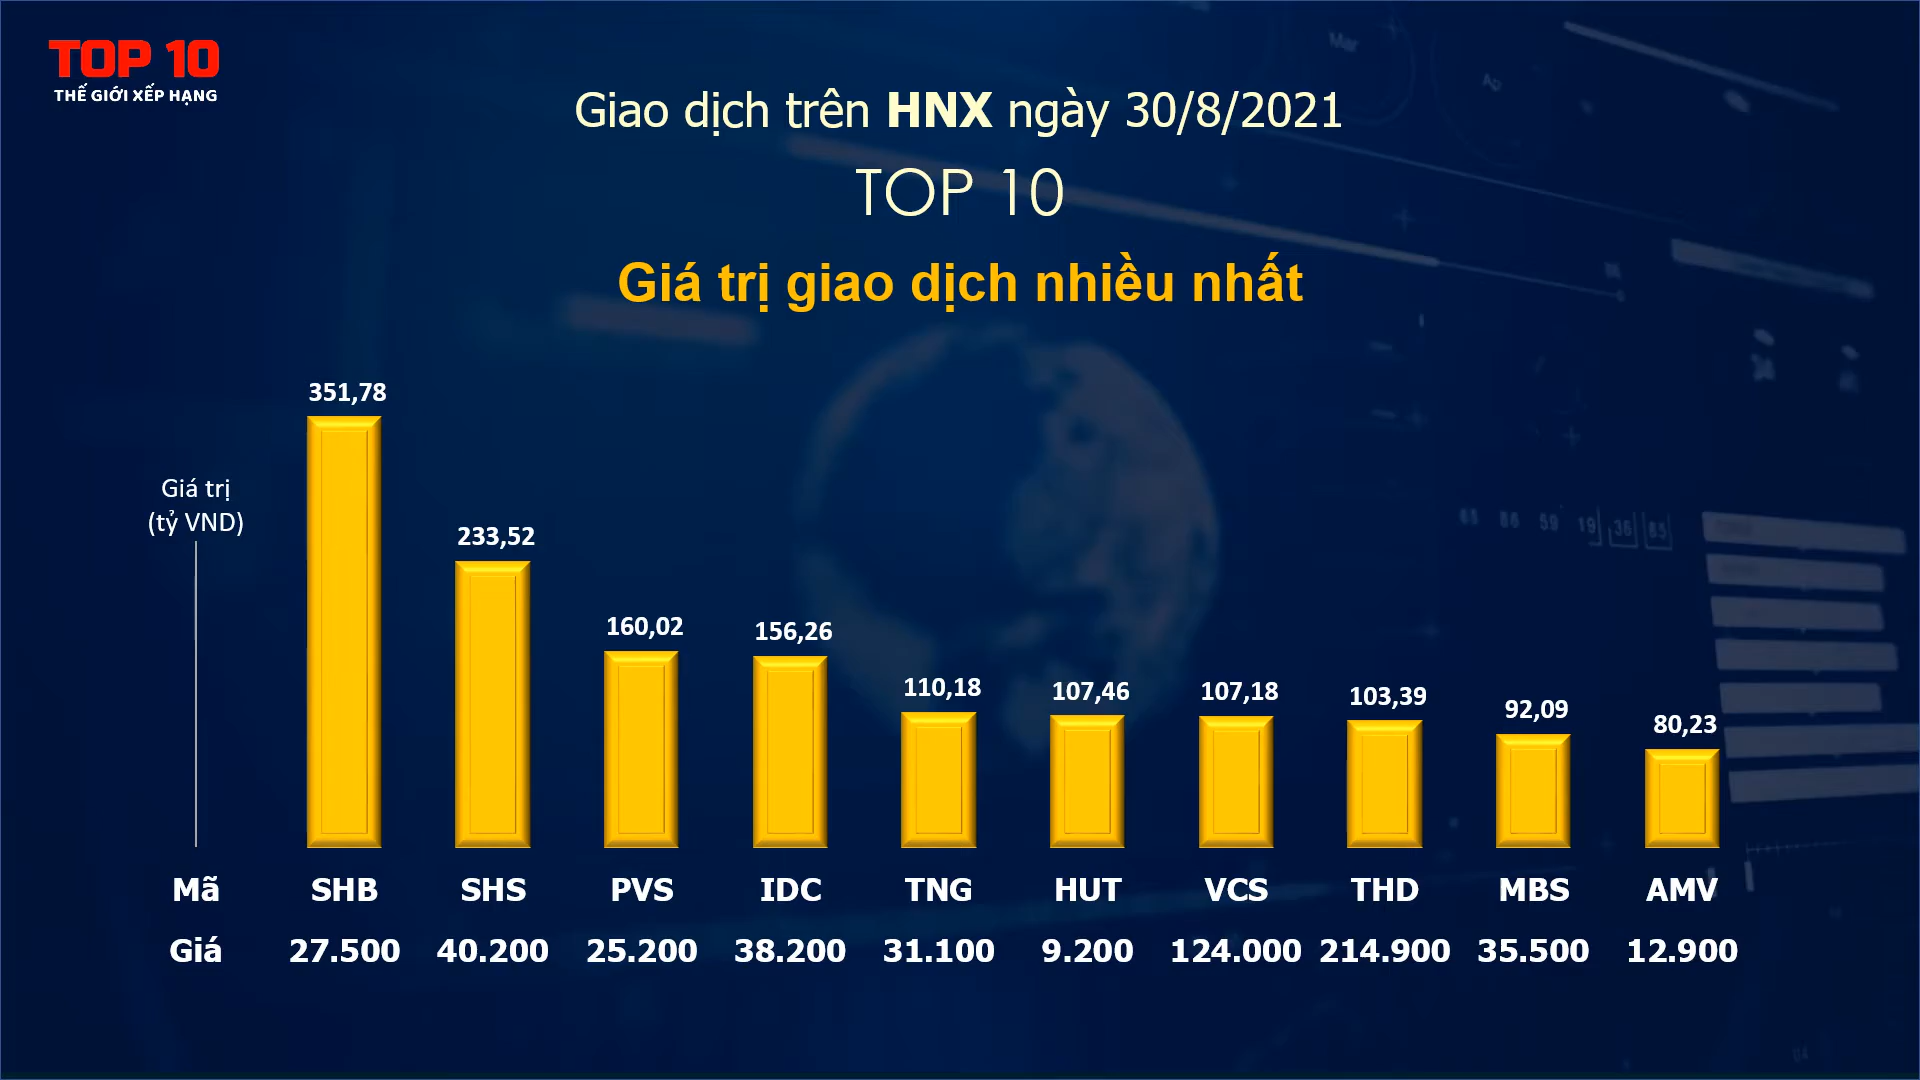 TOP 10
THẾ GIỚI XẾP HẠNG
Giao dịch trên HNX ngày 30/8/2021
TOP 10
Giá trị giao dịch nhiều nhất
Giá trị
(tỷ VND)
351,78
233,52
160,02
156,26
110,18
107,46
107,18
103,39
92,09
80,23
Mã SHB SHS PVS IDC TNG HUT VCS THD MBS AMV
Giá 27.500 40.200 25.200 38.200 31.100 9.200 124.000 214.900 35.500 12.900